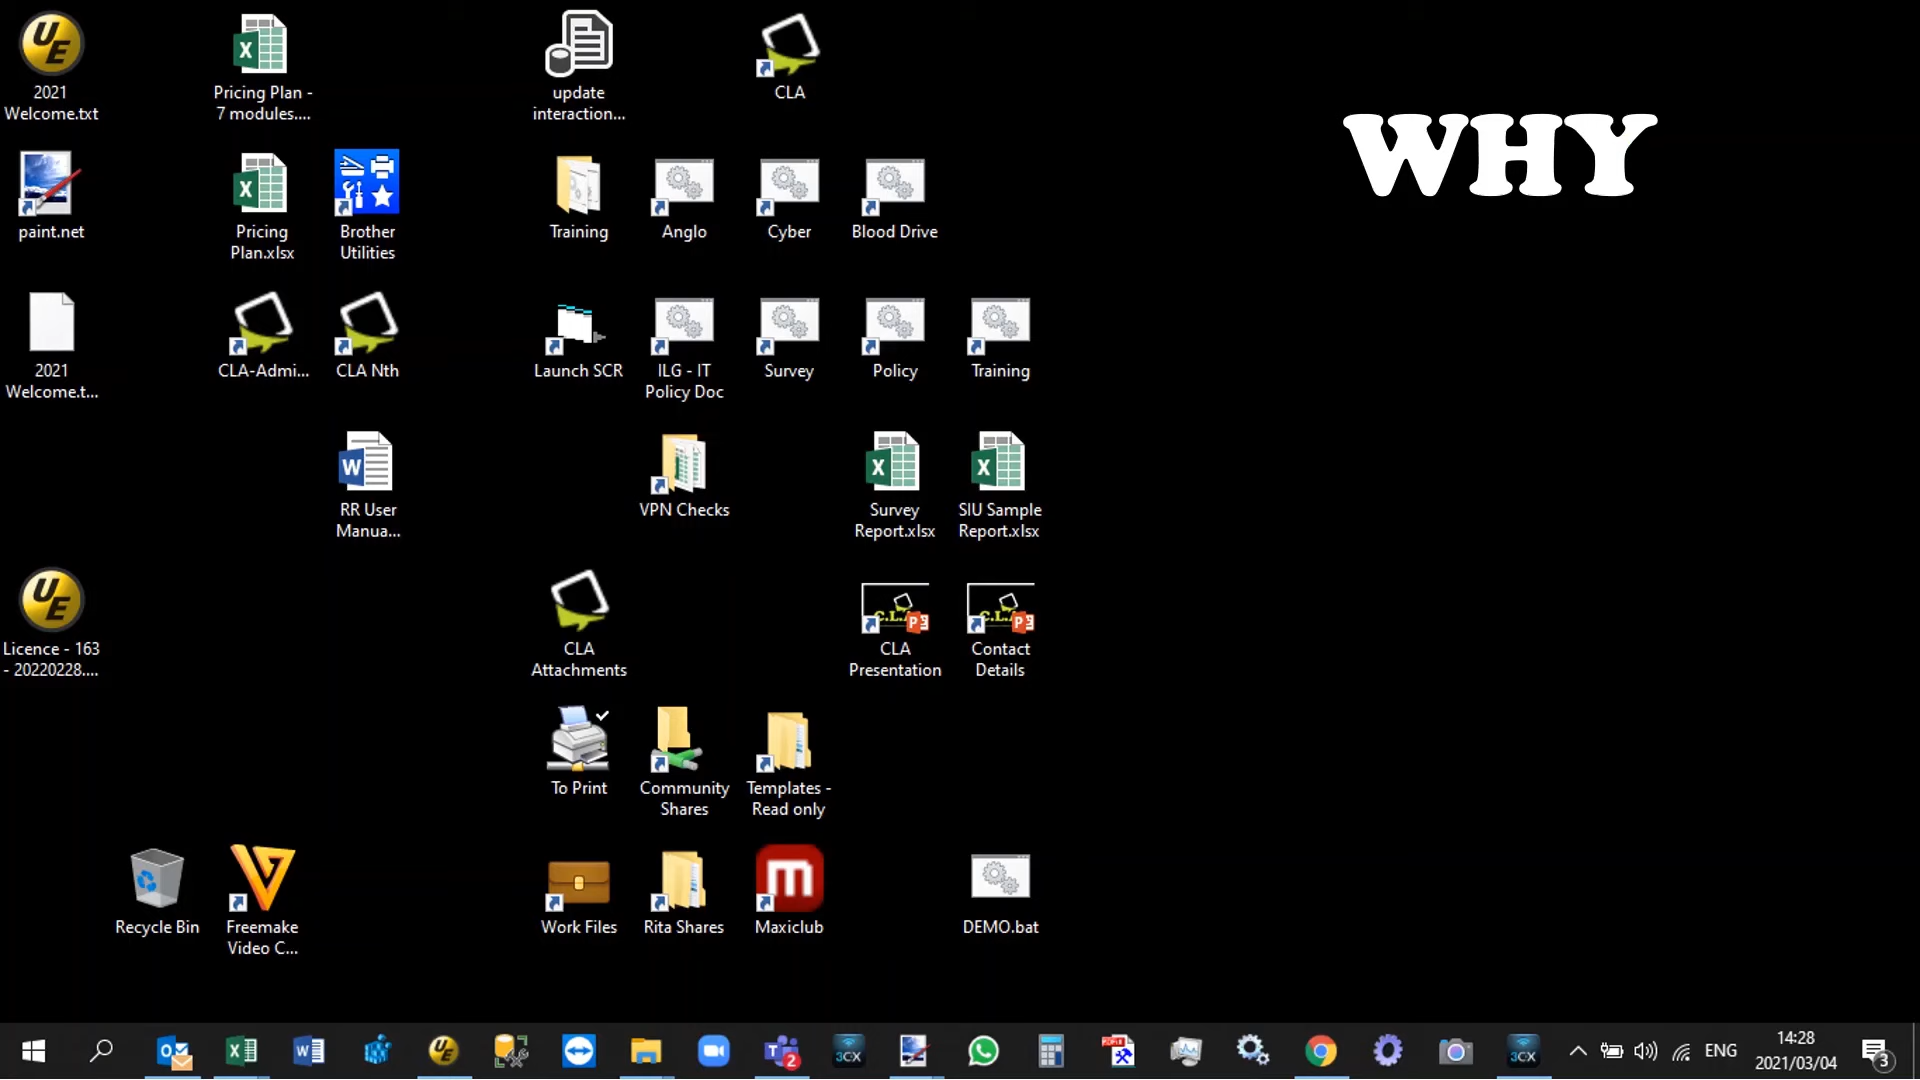 2021
Welcome.txt
Pricing Plan -
7 modules....
update
interaction...
CLA
WHY
paint.net
Pricing
Plan.xlsx
Brother
Utilities
Training
Anglo
Cyber
Blood Drive
2021
Welcome.t...
CLA-Admi...
CLA Nth
Launch SCR
ILG - IT
Policy Doc
Survey
Policy
Training
RR User
Manua...
VPN Checks
Survey
Report.xlsx
SIU Sample
Report.xlsx
Licence - 163
- 20220228....
CLA
Attachments
CLA
Presentation
Contact
Details
To Print
Community
Shares
Templates -
Read only
Recycle Bin
Freemake
Video C...
Work Files
Rita Shares
Maxiclub
DEMO.bat
2
3CX
3CX
ENG
14:28
2021/03/04
3